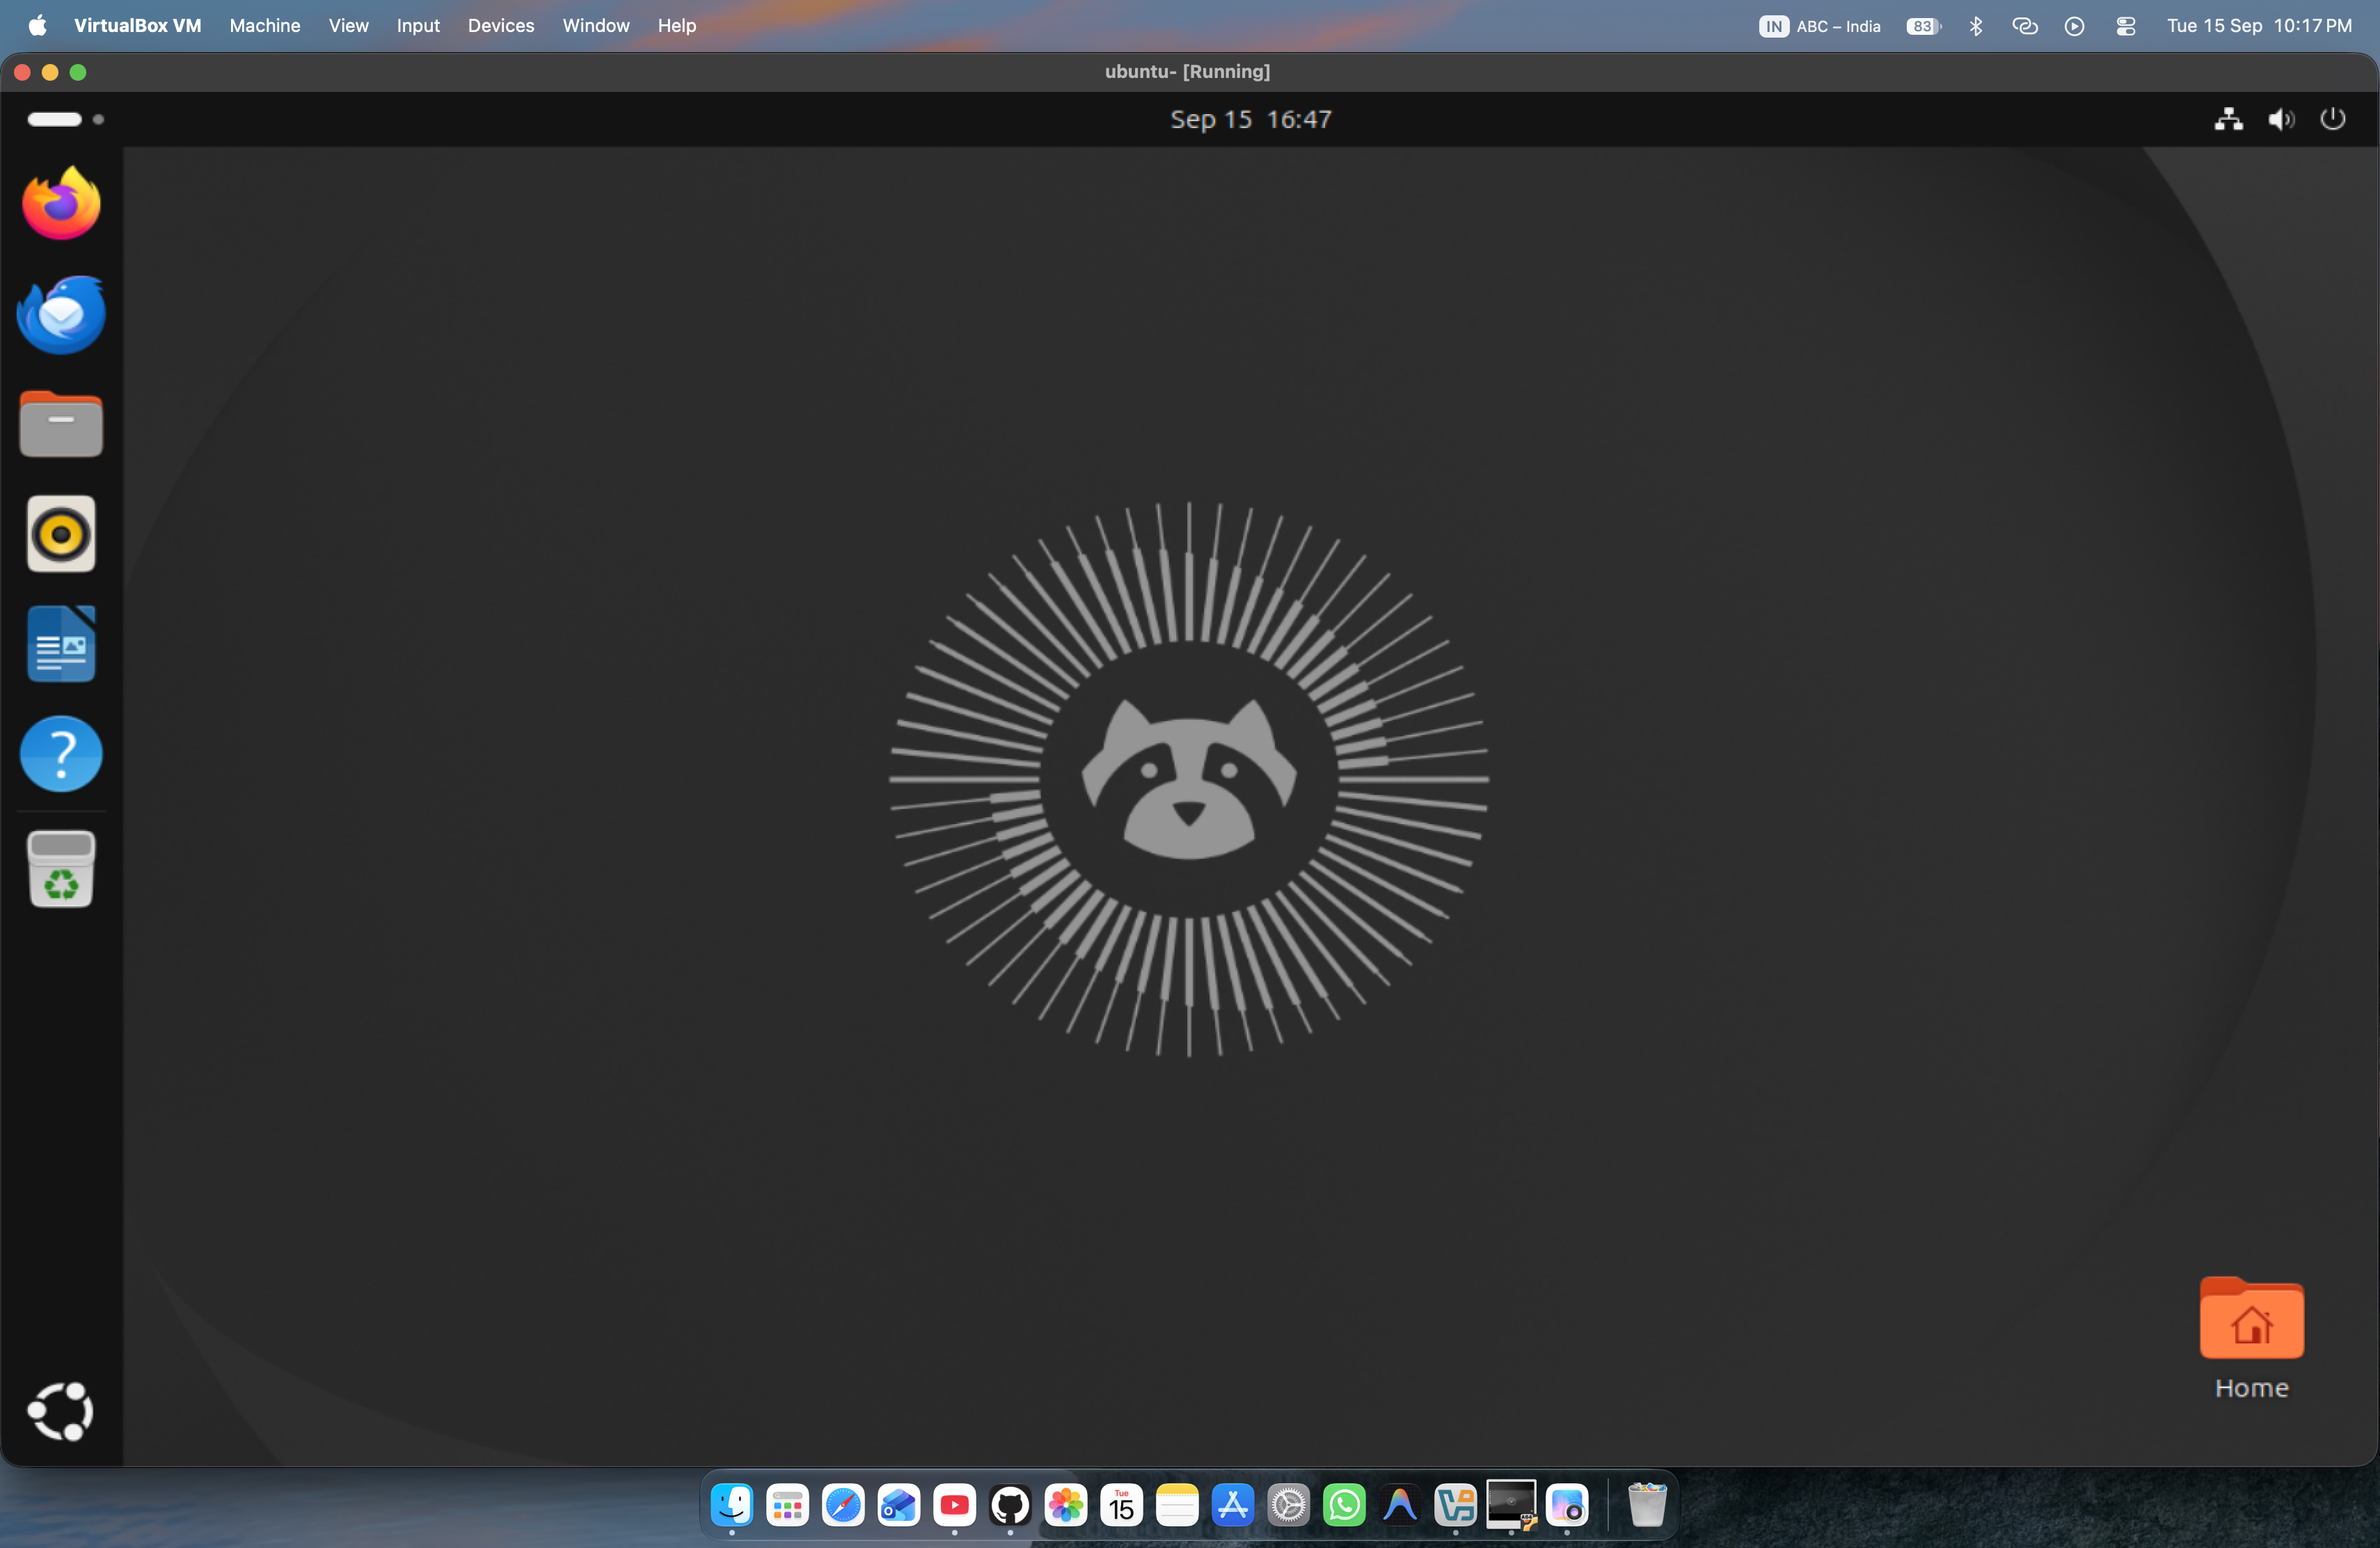 VirtualBox VM Machine View Input Devices Window Help IN ABC – India 83 Tue 15 Sep 10:17 PM
ubuntu- [Running]
Sep 15 16:47
?
Home
Tue
15